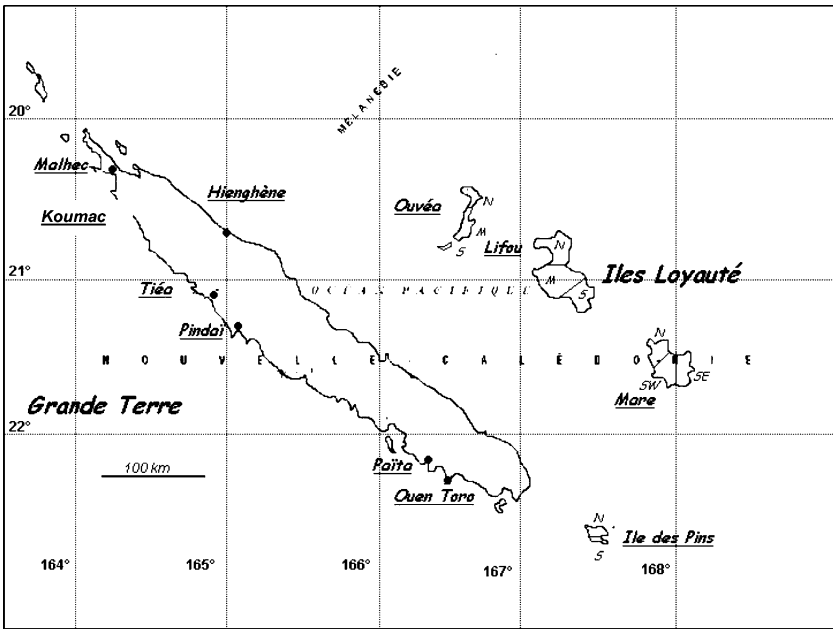 MÉLANÉSIE
20°
Malhec
Hienghène
Ouvéa
N
M
S
Koumac
Lifou
N
M
S
21°
Iles Loyauté
OCÉAN PACIFIQUE
Tiéa
Pindaï
N
SW
SE
NOUVELLE-CALÉDONIE
Mare
Grande Terre
22°
Païta
100 km
Ouen Toro
N
Ile des Pins
S
164°
165°
166°
167°
168°